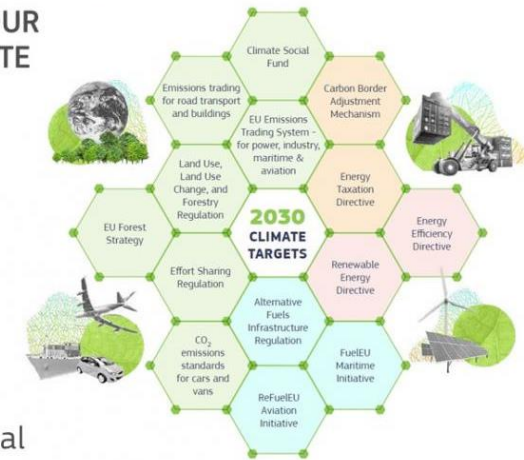 OUR
TE
Climate Social
Fund
Emissions trading
for road transport
and buildings
Carbon Border
Adjustment
Mechanism
EU Emissions
Trading System -
for power, industry,
maritime &
aviation
Land Use,
Land Use
Change, and
Forestry
Regulation
Energy
Taxation
Directive
EU Forest
Strategy
2030
CLIMATE
TARGETS
Energy
Efficiency
Directive
Effort Sharing
Regulation
Renewable
Energy
Directive
Alternative
Fuels
Infrastructure
Regulation
CO₂
emissions
standards
for cars and
vans
FuelEU
Maritime
Initiative
ReFuelEU
Aviation
Initiative
al